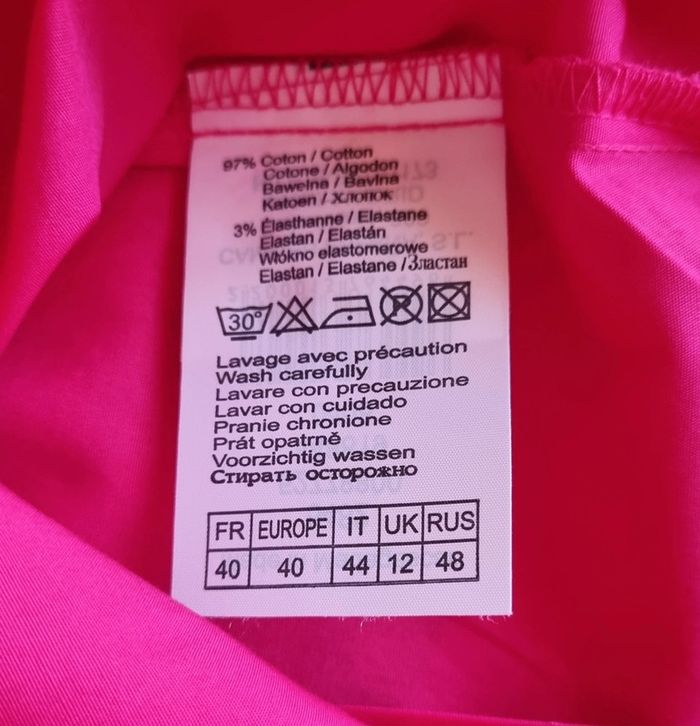 97% Coton / Cotton
Cotone / Algodon
Bawełna / Bavlna
Katoen / Хлопок
3% Élasthanne / Elastane
Elastan / Elastán
Włókno elastomerowe
Elastan / Elastane / Эластан
30°
Lavage avec précaution
Wash carefully
Lavare con precauzione
Lavar con cuidado
Pranie chronione
Prát opatrně
Voorzichtig wassen
Стирать осторожно
FR EUROPE IT UK RUS
40 40 44 12 48